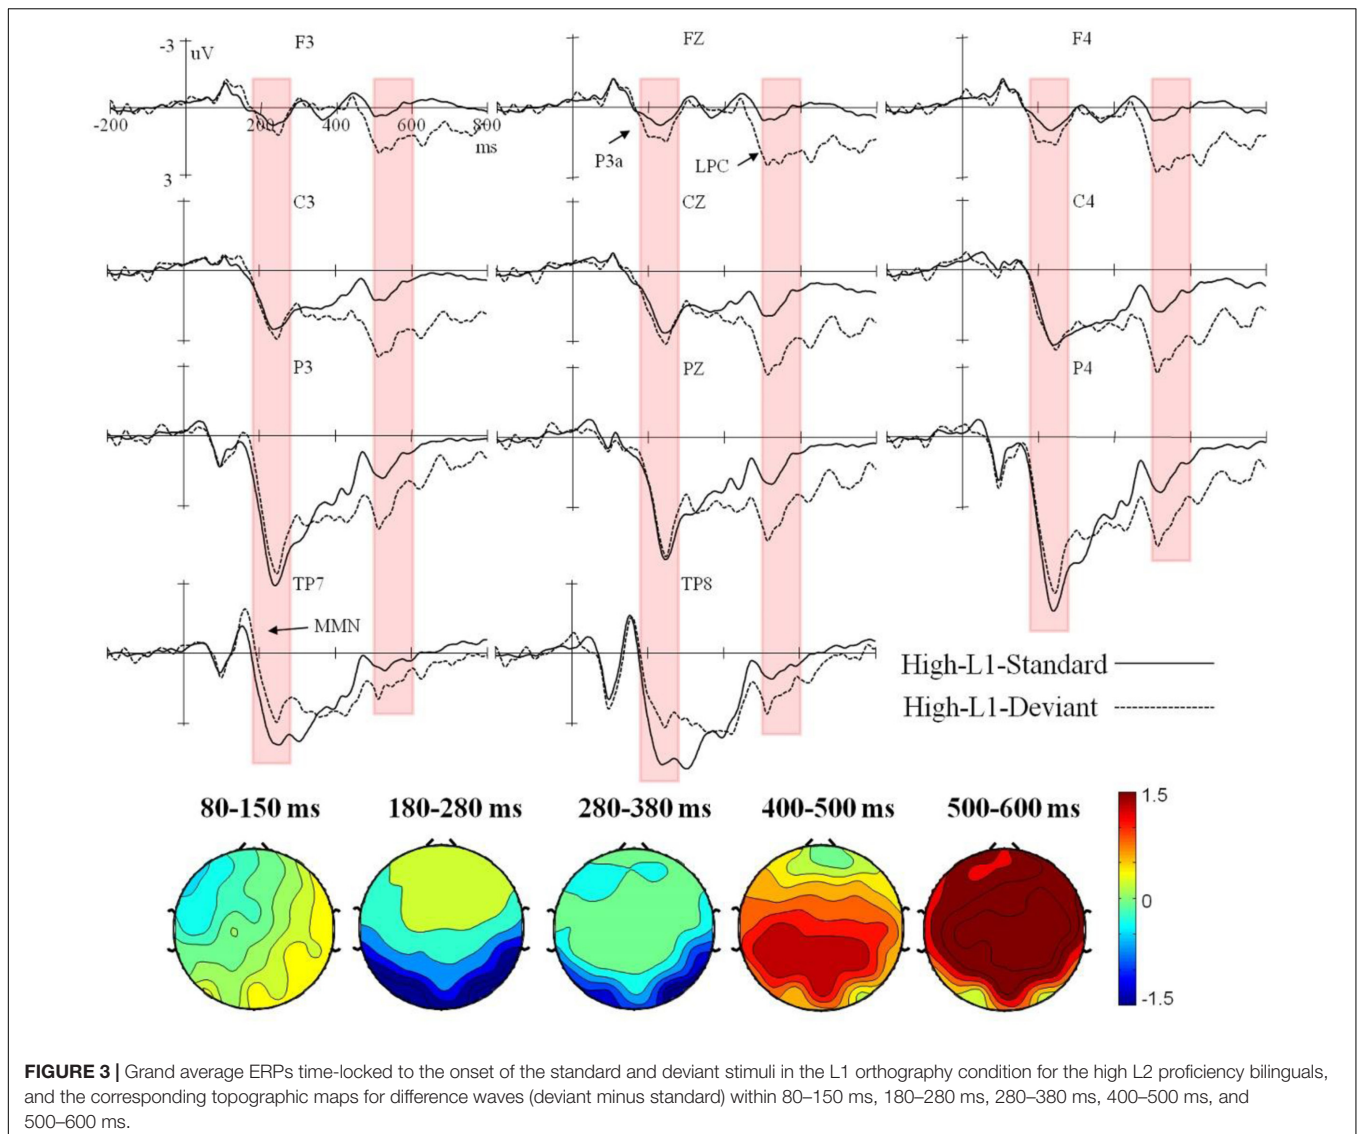 -3
uV
F3
FZ
F4
-200
200
400
600
800
ms
3
P3a
LPC
C3
CZ
C4
P3
PZ
P4
TP7
TP8
MMN
High-L1-Standard
High-L1-Deviant
80-150 ms
180-280 ms
280-380 ms
400-500 ms
500-600 ms
1.5
0
-1.5
FIGURE 3 | Grand average ERPs time-locked to the onset of the standard and deviant stimuli in the L1 orthography condition for the high L2 proficiency bilinguals,
and the corresponding topographic maps for difference waves (deviant minus standard) within 80–150 ms, 180–280 ms, 280–380 ms, 400–500 ms, and
500–600 ms.